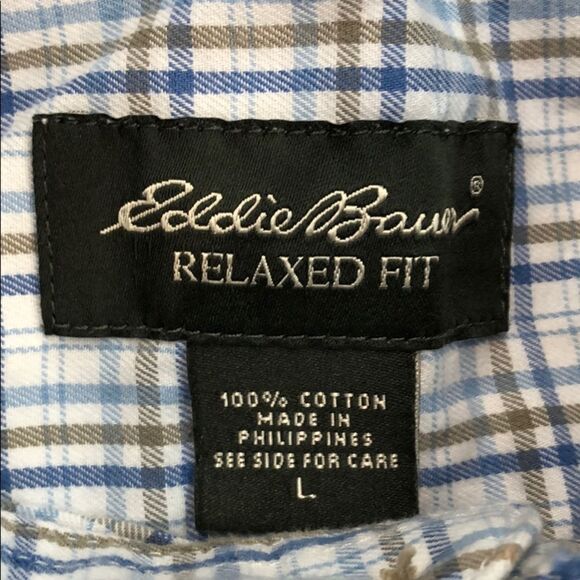 Eddie Bauer®
RELAXED FIT
100% COTTON
MADE IN
PHILIPPINES
SEE SIDE FOR CARE
L